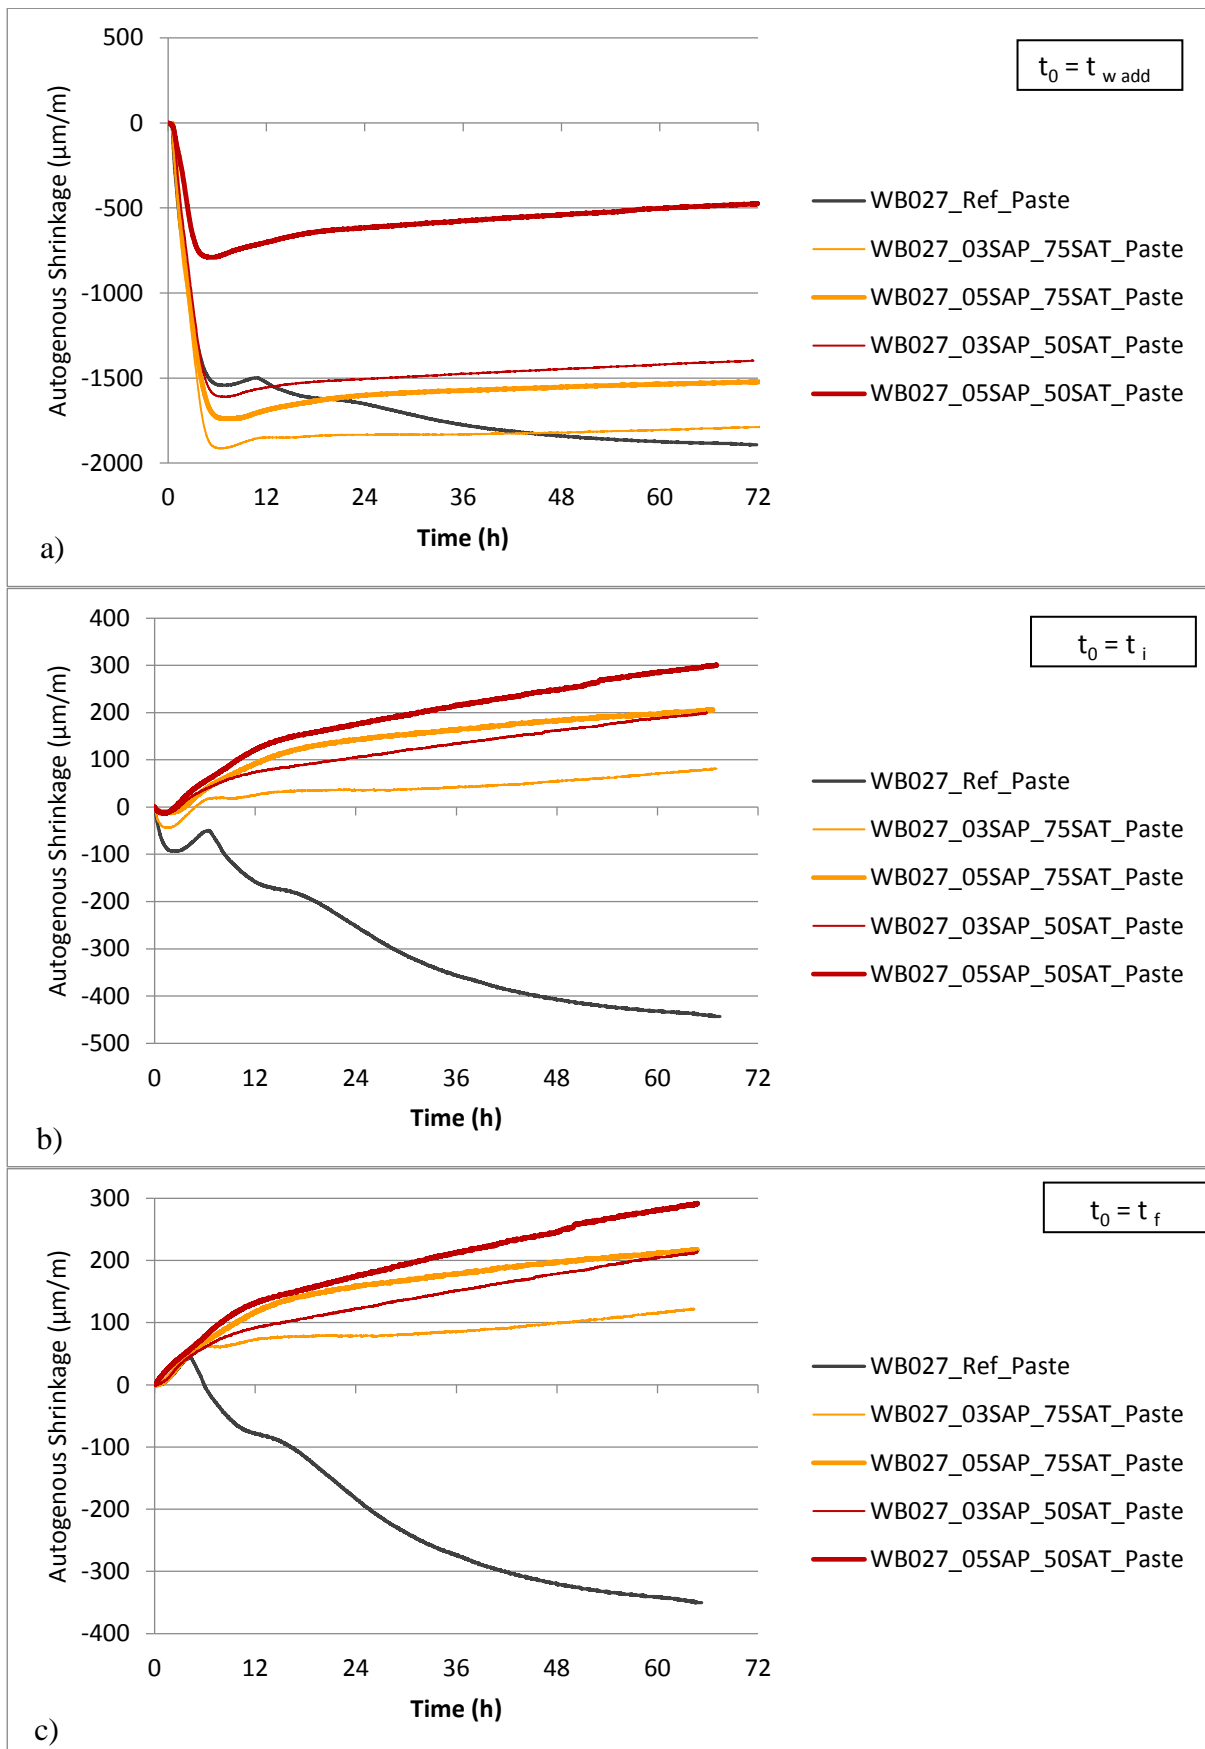 500
0
-500
-1000
-1500
-2000
Autogenous Shrinkage (µm/m)
0 12 24 36 48 60 72
Time (h)
t0 = t w add
WB027_Ref_Paste
WB027_03SAP_75SAT_Paste
WB027_05SAP_75SAT_Paste
WB027_03SAP_50SAT_Paste
WB027_05SAP_50SAT_Paste
a)
400
300
200
100
0
-100
-200
-300
-400
-500
Autogenous Shrinkage (µm/m)
0 12 24 36 48 60 72
Time (h)
t0 = t i
WB027_Ref_Paste
WB027_03SAP_75SAT_Paste
WB027_05SAP_75SAT_Paste
WB027_03SAP_50SAT_Paste
WB027_05SAP_50SAT_Paste
b)
300
200
100
0
-100
-200
-300
-400
Autogenous Shrinkage (µm/m)
0 12 24 36 48 60 72
Time (h)
t0 = t f
WB027_Ref_Paste
WB027_03SAP_75SAT_Paste
WB027_05SAP_75SAT_Paste
WB027_03SAP_50SAT_Paste
WB027_05SAP_50SAT_Paste
c)